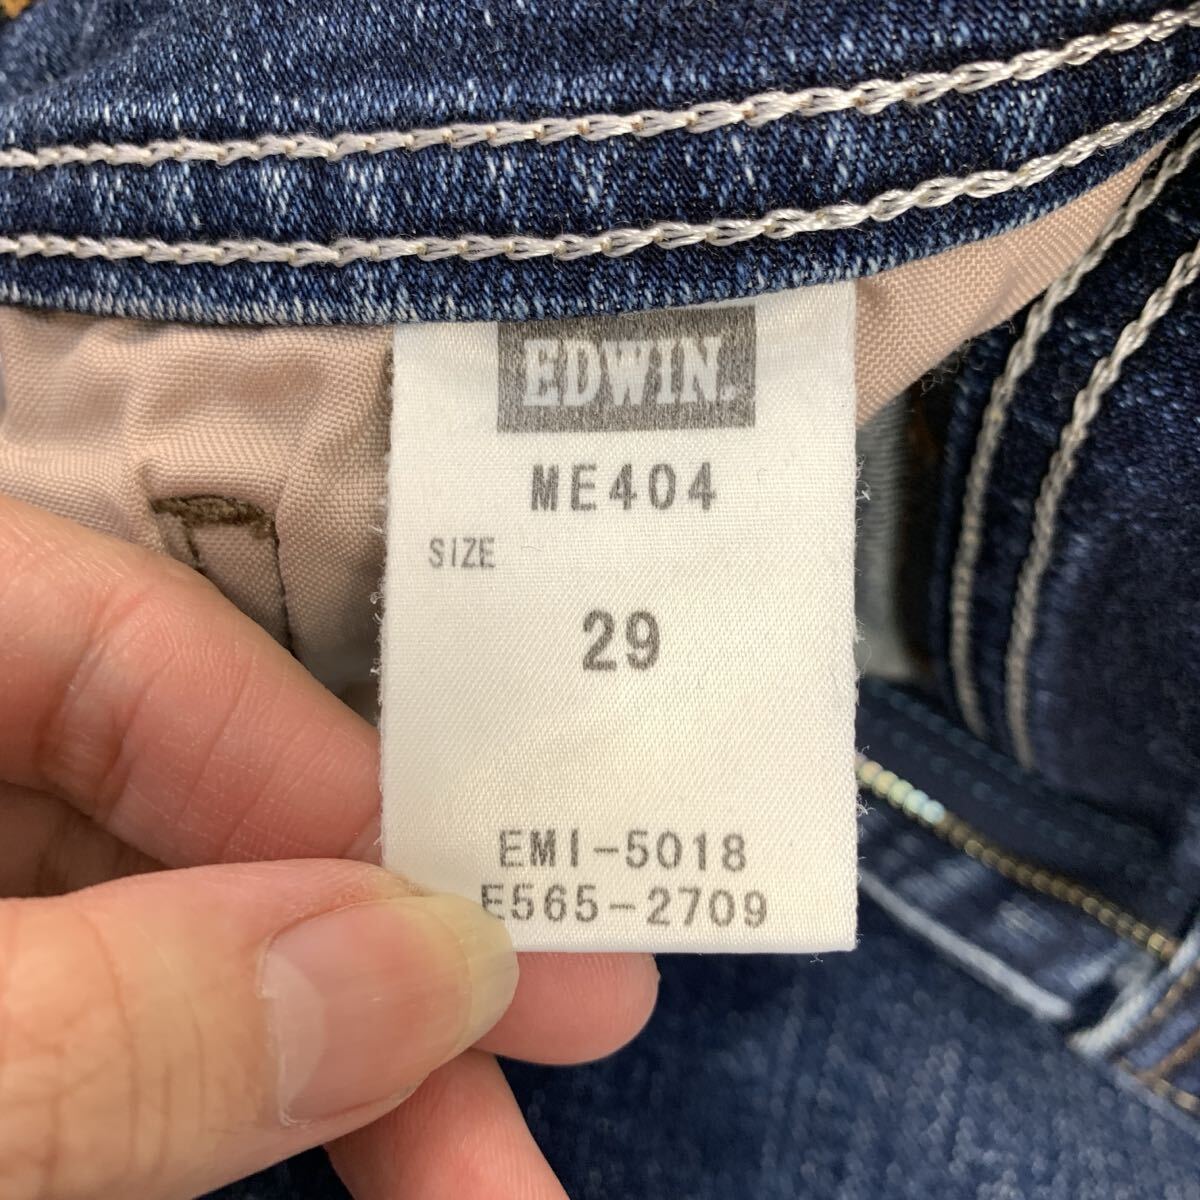 EDWIN.
ME404
SIZE
29
EMI-5018
E565-2709